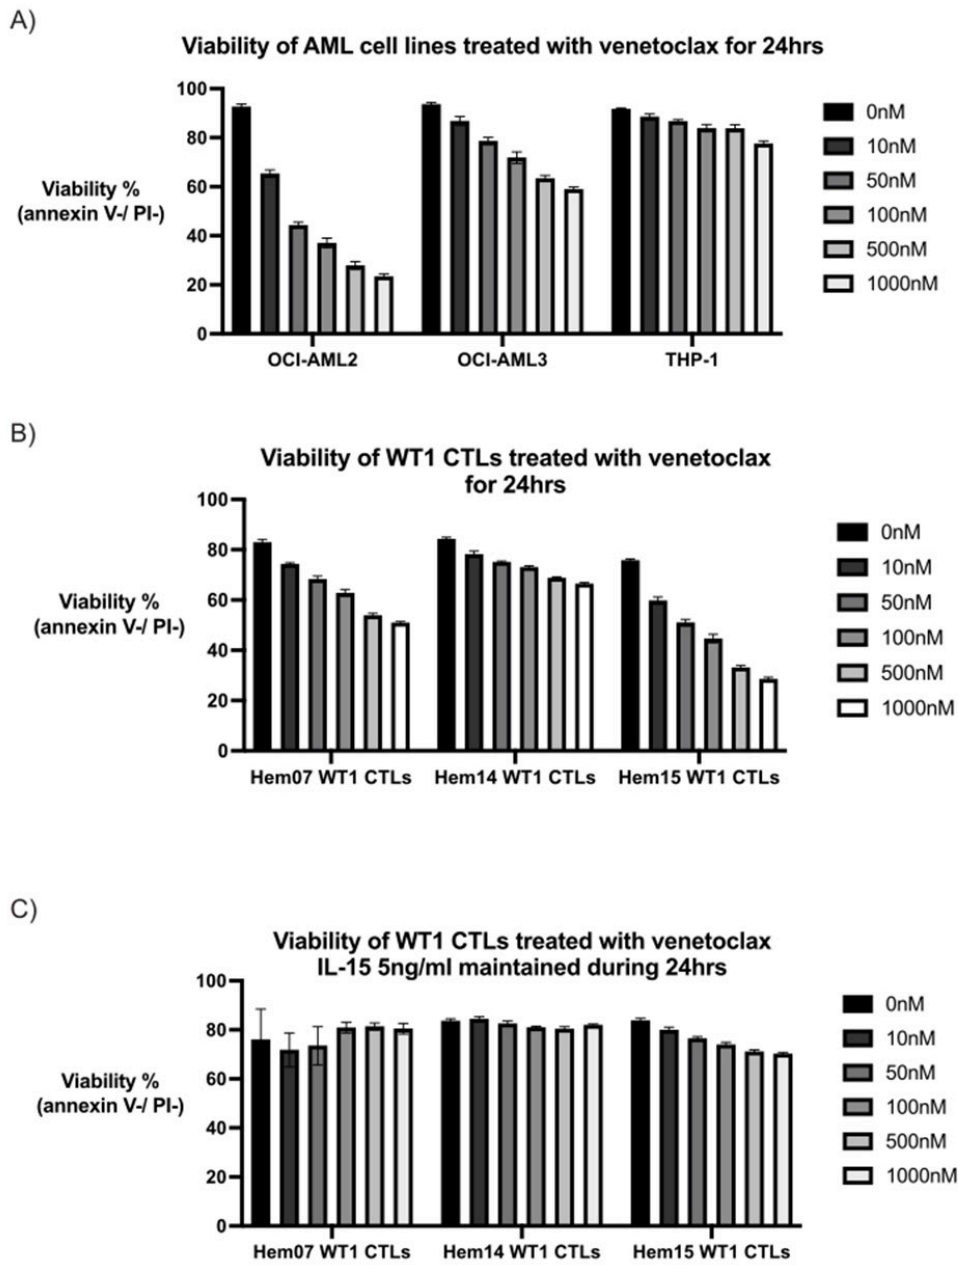 A)
Viability of AML cell lines treated with venetoclax for 24hrs
100
80
60
40
20
0
Viability %
(annexin V-/ PI-)
OCI-AML2 OCI-AML3 THP-1
0nM
10nM
50nM
100nM
500nM
1000nM
B)
Viability of WT1 CTLs treated with venetoclax
for 24hrs
100
80
60
40
20
0
Viability %
(annexin V-/ PI-)
Hem07 WT1 CTLs Hem14 WT1 CTLs Hem15 WT1 CTLs
0nM
10nM
50nM
100nM
500nM
1000nM
C)
Viability of WT1 CTLs treated with venetoclax
IL-15 5ng/ml maintained during 24hrs
100
80
60
40
20
0
Viability %
(annexin V-/ PI-)
Hem07 WT1 CTLs Hem14 WT1 CTLs Hem15 WT1 CTLs
0nM
10nM
50nM
100nM
500nM
1000nM